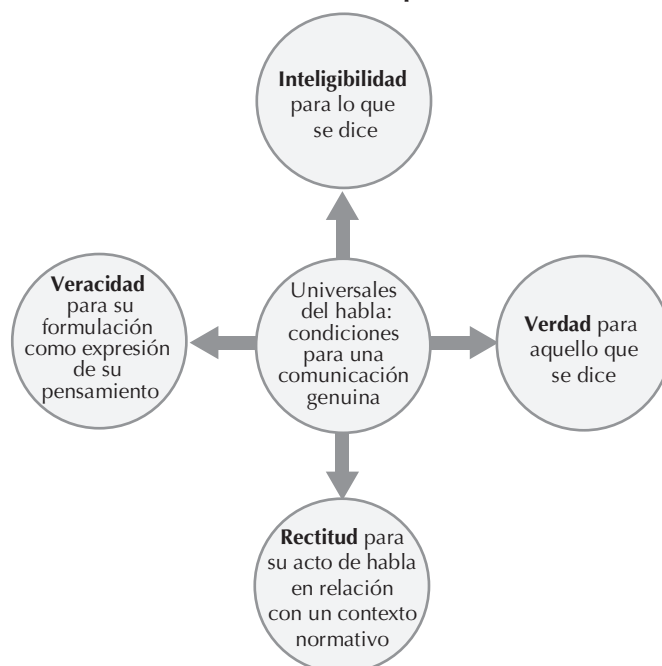 Inteligibilidad
para lo que
se dice
Veracidad
para su
formulación
como expresión
de su
pensamiento
Universales
del habla:
condiciones
para una
comunicación
genuina
Verdad para
aquello que
se dice
Rectitud para
su acto de habla
en relación
con un contexto
normativo